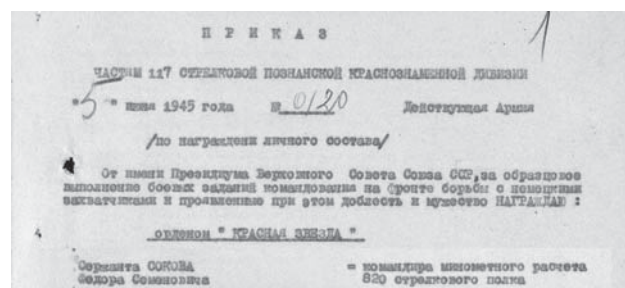 1
П Р И К А З
ЧАСТЯМ 117 СТРЕЛКОВОЙ ПОЗНАНСКОЙ КРАСНОЗНАМЕННОЙ ДИВИЗИИ
"5" июня 1945 года № 0120 Действующая Армия
/по награждени личного состава/
От имени Президиума Верховного Совета Союза ССР, за образцовое
выполнение боевых заданий командования на фронте борьбы с немецкими
захватчиками и проявленные при этом доблесть и мужество НАГРАЖДАЮ :
орденом " КРАСНАЯ ЗВЕЗДА "
Сержанта СОКОВА = командира минометного расчета
Федора Семеновича 820 стрелкового полка